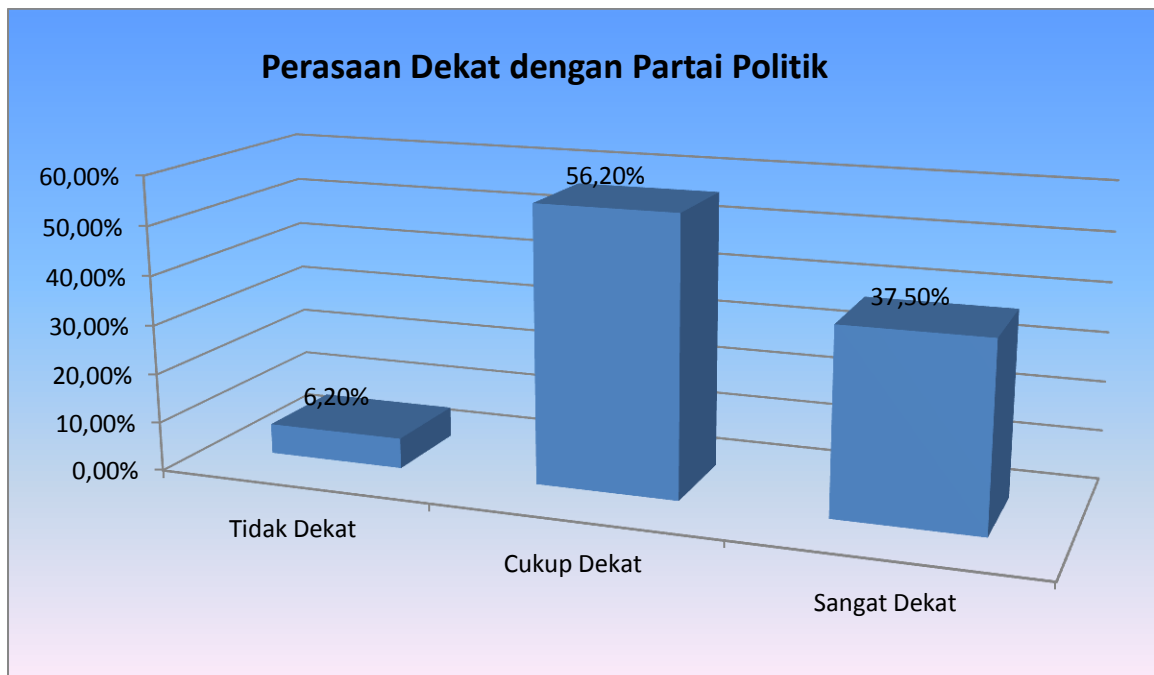 Perasaan Dekat dengan Partai Politik
60,00%
50,00%
40,00%
30,00%
20,00%
10,00%
0,00%
6,20%
56,20%
37,50%
Tidak Dekat
Cukup Dekat
Sangat Dekat